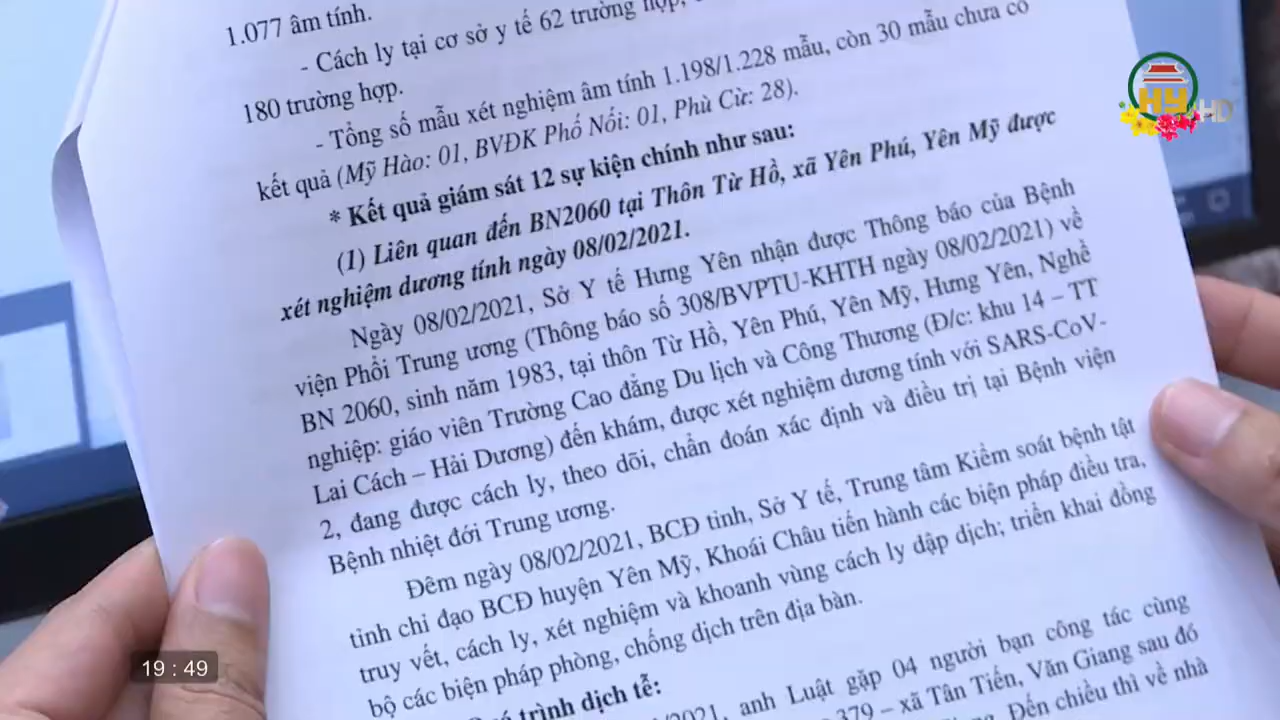 1.077 âm tính.
- Cách ly tại cơ sở y tế 62 trường hợp,
180 trường hợp.
- Tổng số mẫu xét nghiệm âm tính 1.198/1.228 mẫu, còn 30 mẫu chưa có
kết quả (Mỹ Hào: 01, BVĐK Phố Nối: 01, Phù Cừ: 28).
* Kết quả giám sát 12 sự kiện chính như sau:
(1) Liên quan đến BN2060 tại Thôn Từ Hồ, xã Yên Phú, Yên Mỹ được
xét nghiệm dương tính ngày 08/02/2021.
Ngày 08/02/2021, Sở Y tế Hưng Yên nhận được Thông báo của Bệnh
viện Phổi Trung ương (Thông báo số 308/BVPTU-KHTH ngày 08/02/2021) về
BN 2060, sinh năm 1983, tại thôn Từ Hồ, Yên Phú, Yên Mỹ, Hưng Yên, Nghề
nghiệp: giáo viên Trường Cao đẳng Du lịch và Công Thương (Đ/c: khu 14 – TT
Lai Cách – Hải Dương) đến khám, được xét nghiệm dương tính với SARS-CoV-
2, đang được cách ly, theo dõi, chẩn đoán xác định và điều trị tại Bệnh viện
Bệnh nhiệt đới Trung ương.
Đêm ngày 08/02/2021, BCĐ tỉnh, Sở Y tế, Trung tâm Kiểm soát bệnh tật
tỉnh chỉ đạo BCĐ huyện Yên Mỹ, Khoái Châu tiến hành các biện pháp điều tra,
truy vết, cách ly, xét nghiệm và khoanh vùng cách ly dập dịch; triển khai đồng
bộ các biện pháp phòng, chống dịch trên địa bàn.
trình dịch tễ:
/2021, anh Luật gặp 04 người bạn công tác cùng
379 – xã Tân Tiến, Văn Giang sau đó
Đến chiều thì về nhà
HY HD
19 : 49